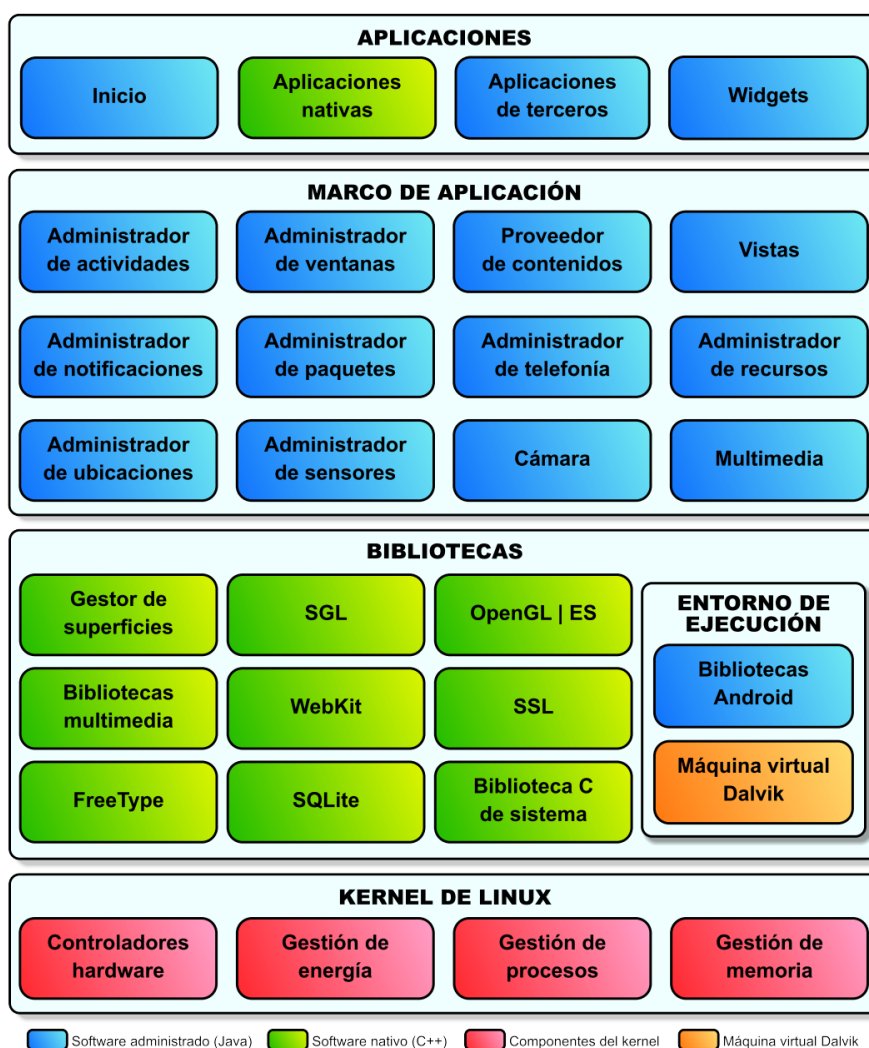 APLICACIONES
Inicio
Aplicaciones
nativas
Aplicaciones
de terceros
Widgets
MARCO DE APLICACIÓN
Administrador
de actividades
Administrador
de ventanas
Proveedor
de contenidos
Vistas
Administrador
de notificaciones
Administrador
de paquetes
Administrador
de telefonía
Administrador
de recursos
Administrador
de ubicaciones
Administrador
de sensores
Cámara
Multimedia
BIBLIOTECAS
Gestor de
superficies
SGL
OpenGL | ES
Bibliotecas
multimedia
WebKit
SSL
FreeType
SQLite
Biblioteca C
de sistema
ENTORNO DE
EJECUCIÓN
Bibliotecas
Android
Máquina virtual
Dalvik
KERNEL DE LINUX
Controladores
hardware
Gestión de
energía
Gestión de
procesos
Gestión de
memoria
Software administrado (Java)
Software nativo (C++)
Componentes del kernel
Máquina virtual Dalvik